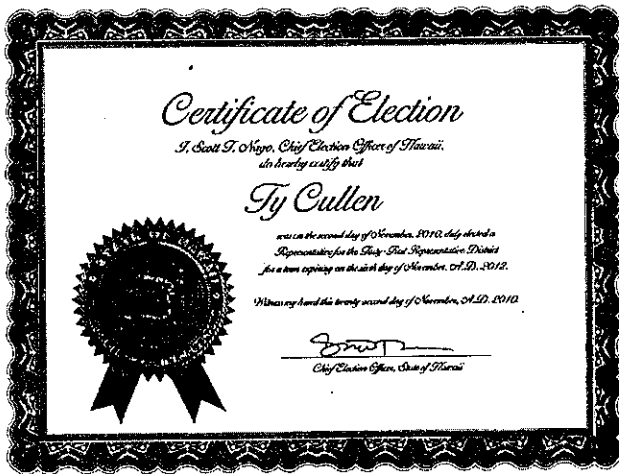 Certificate of Election
I, Scott T. Nago, Chief Election Officer of Hawaii,
do hereby certify that
Ty Cullen
was on the second day of November, 2010, duly elected a
Representative for the Forty-First Representative District
for a term expiring on the sixth day of November, A.D. 2012.
Witness my hand this twenty second day of November, A.D. 2010
Chief Election Officer, State of Hawaii